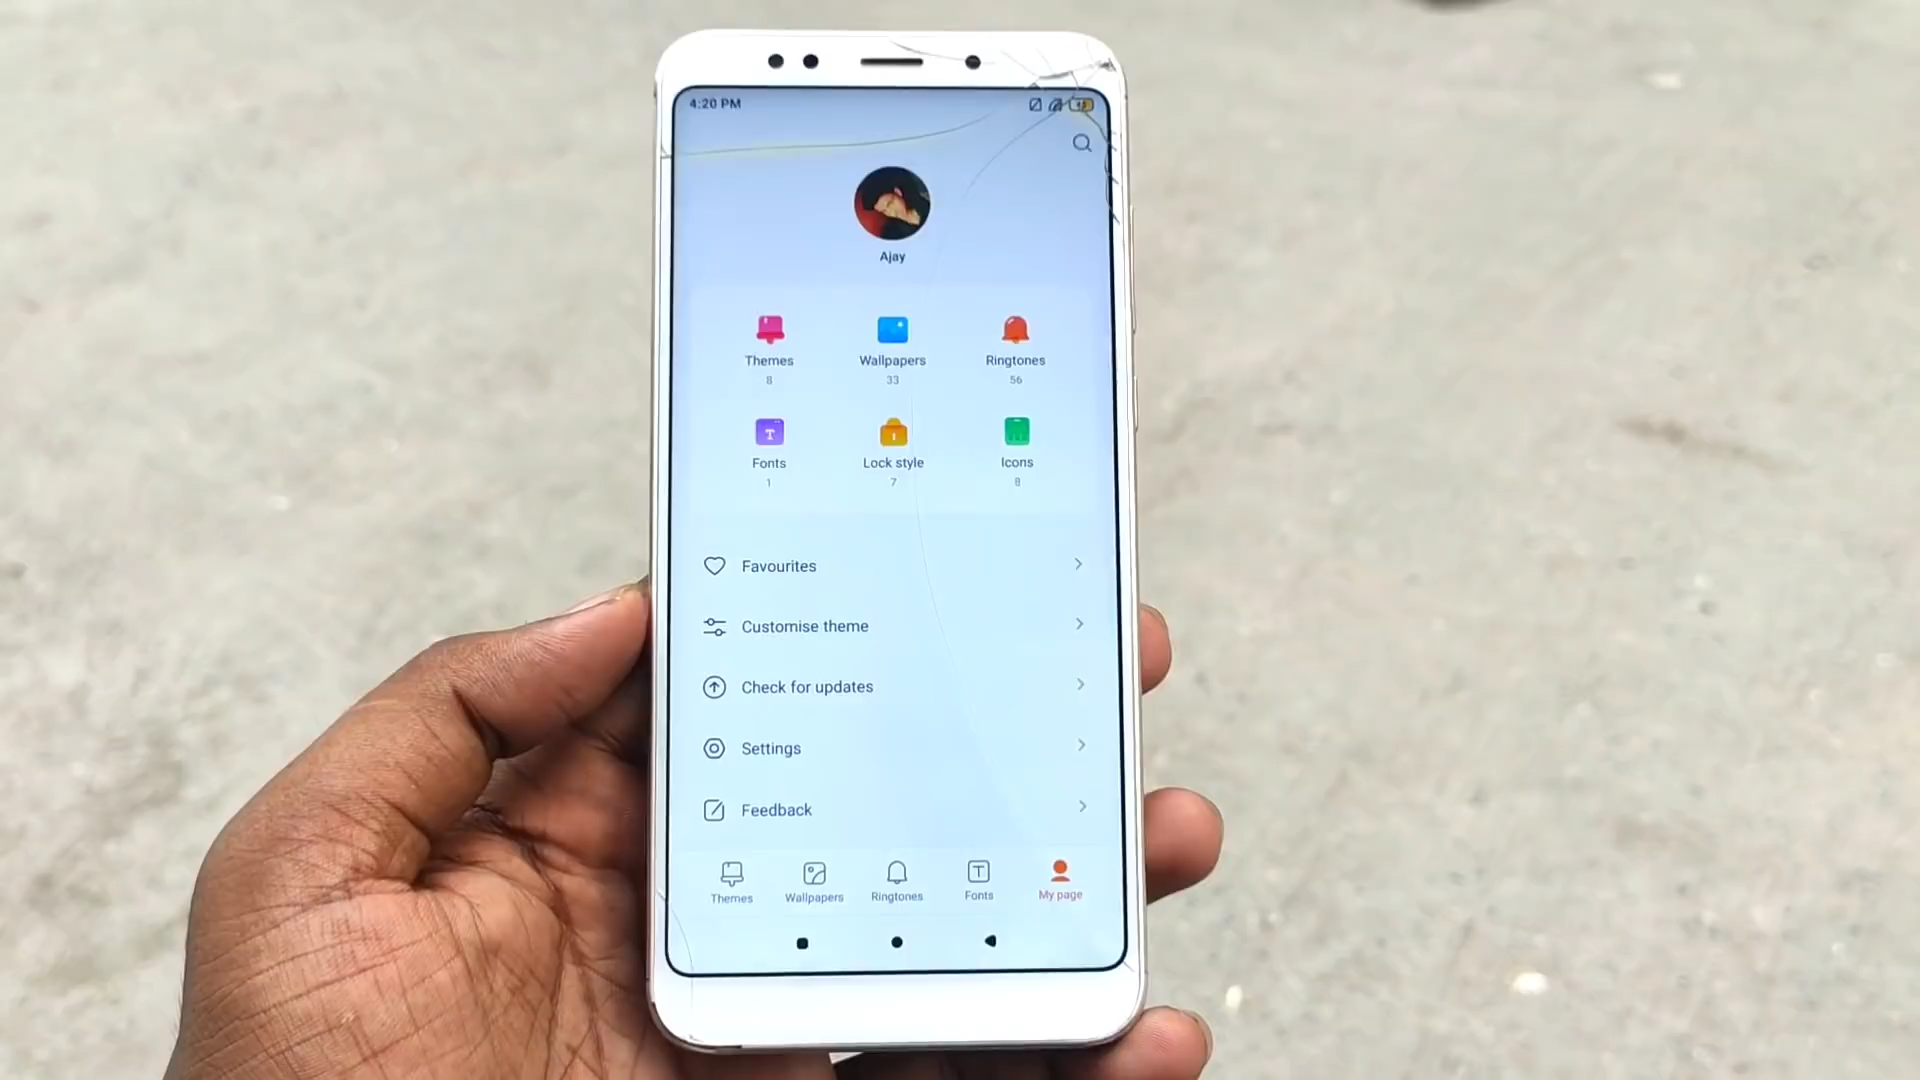 4:20 PM
Ajay
Themes Wallpapers Ringtones
8 33 56
Fonts Lock style Icons
1 7 8
Favourites
Customise theme
Check for updates
Settings
Feedback
Themes Wallpapers Ringtones Fonts My page